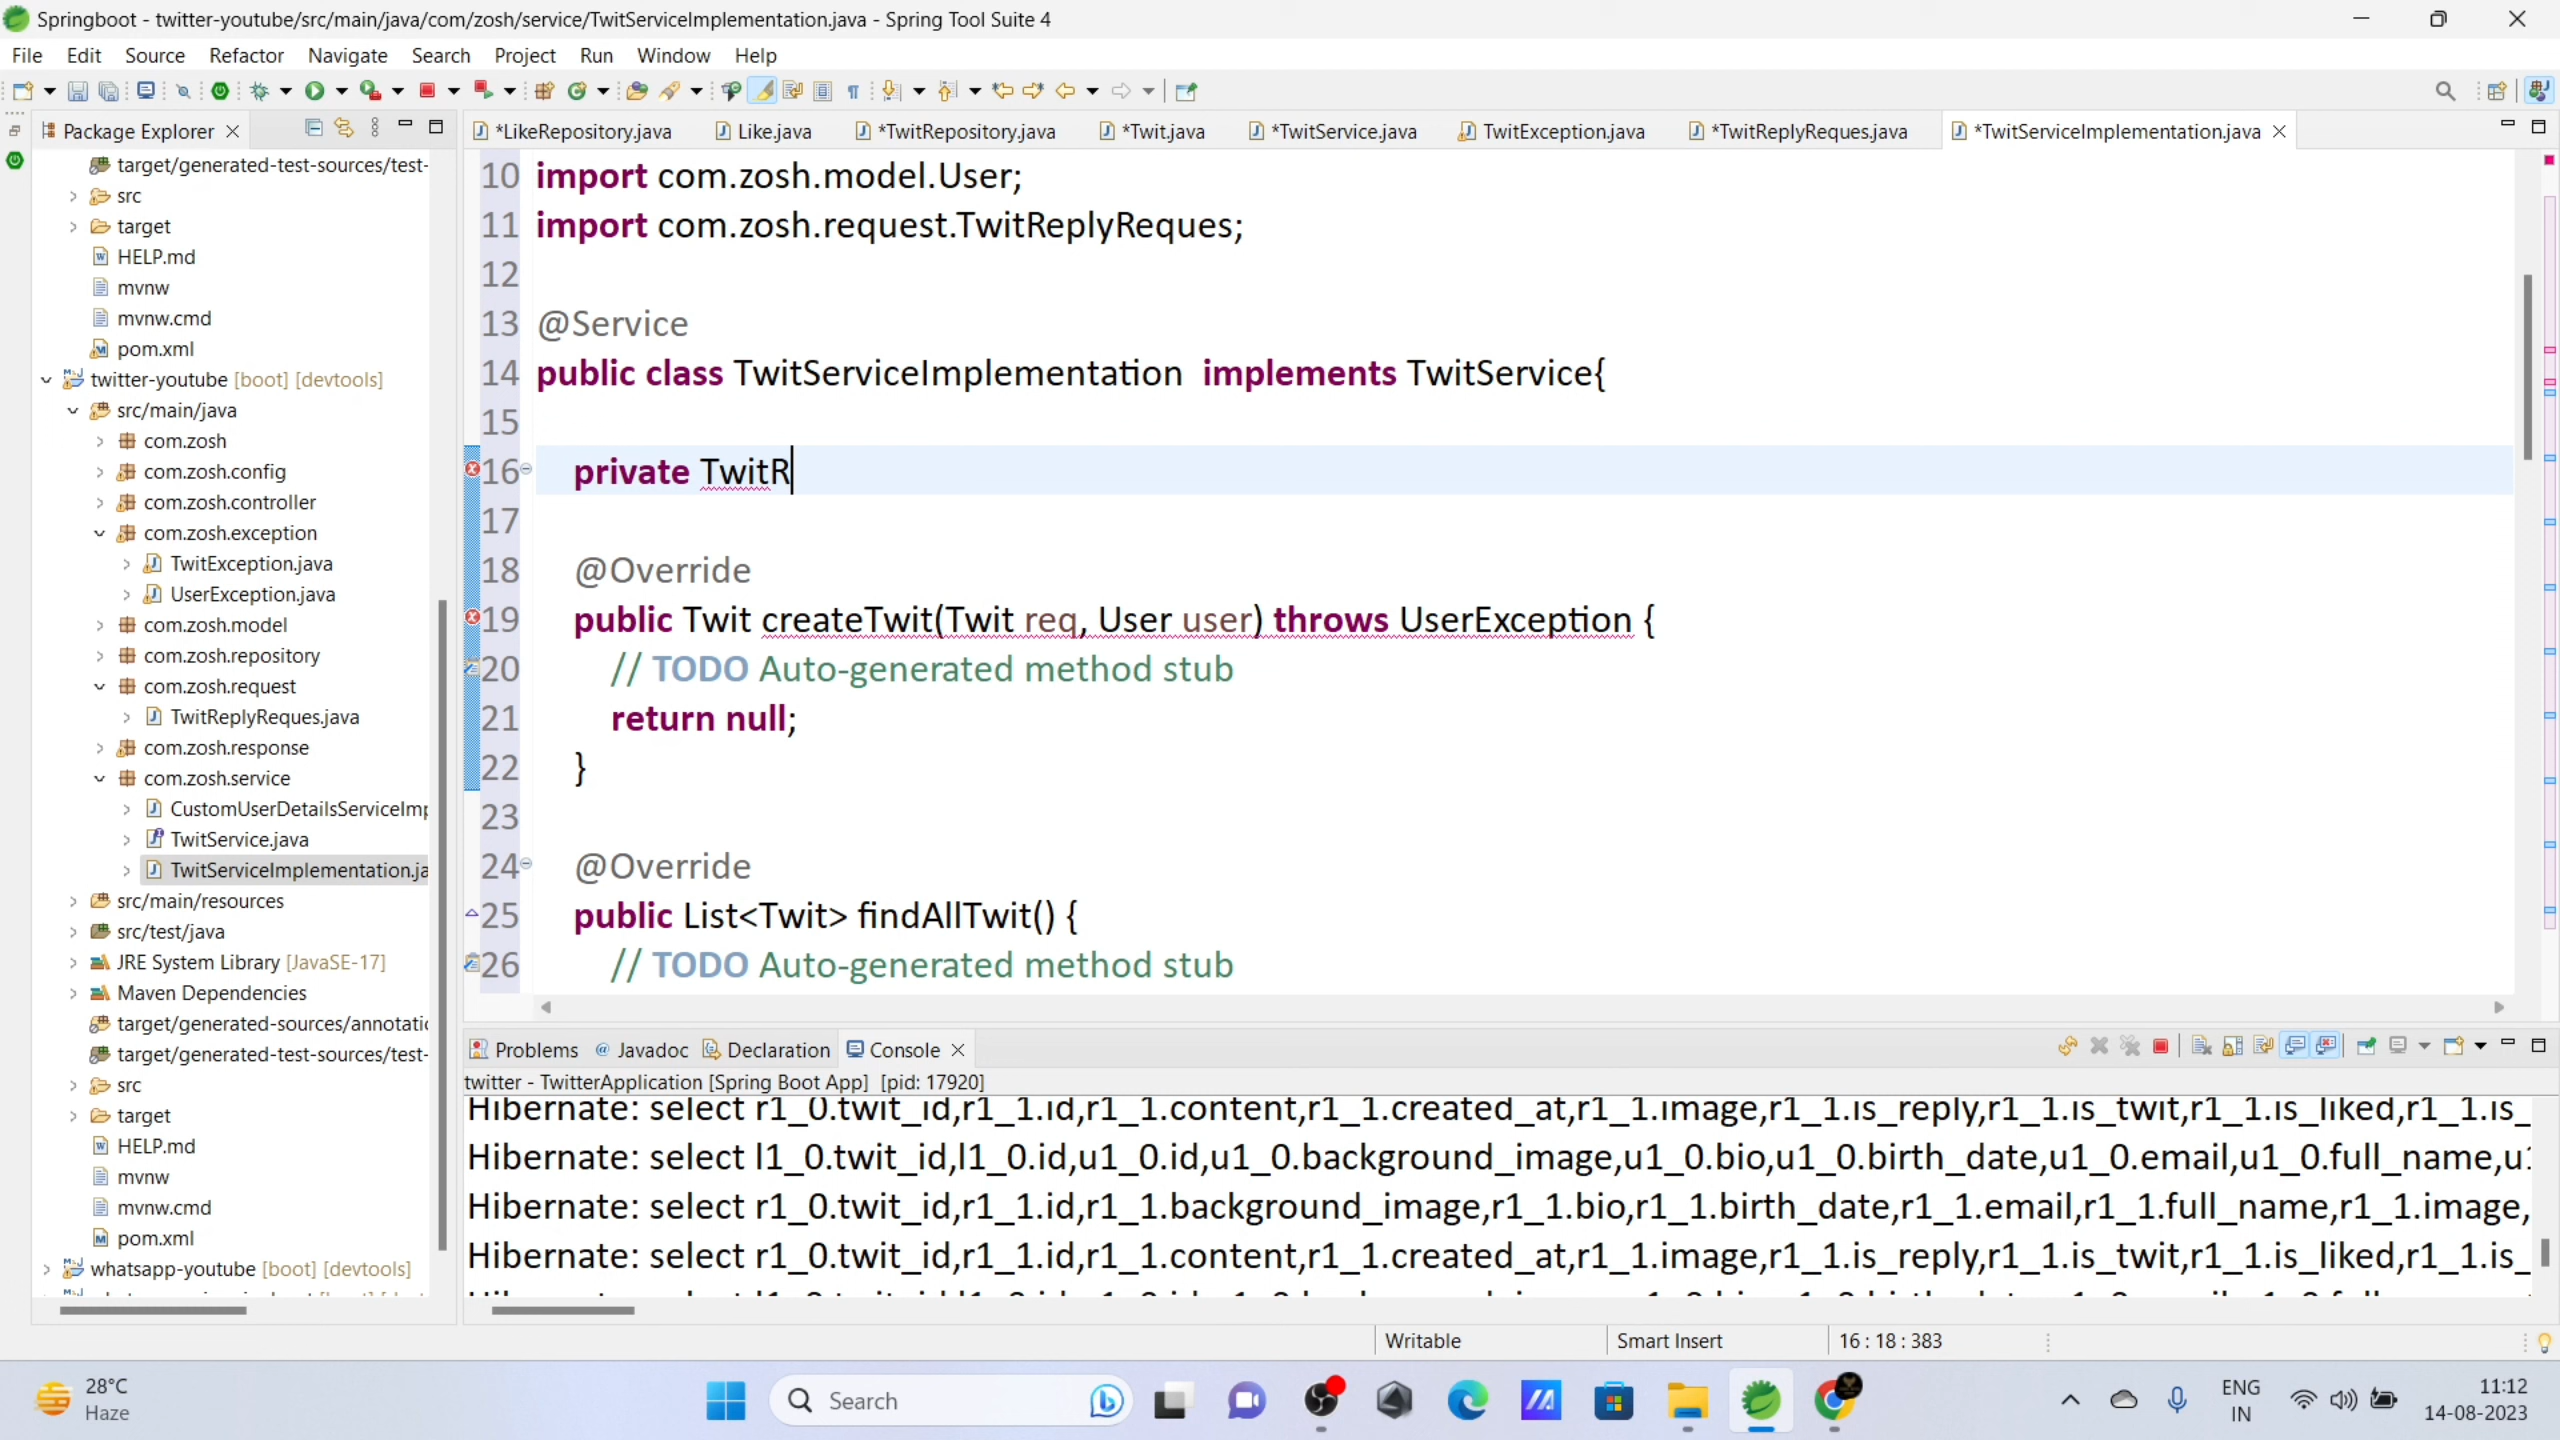 Springboot - twitter-youtube/src/main/java/com/zosh/service/TwitServiceImplementation.java - Spring Tool Suite 4
File Edit Source Refactor Navigate Search Project Run Window Help
Package Explorer
*LikeRepository.java Like.java *TwitRepository.java *Twit.java *TwitService.java TwitException.java *TwitReplyReques.java *TwitServiceImplementation.java
target/generated-test-sources/test-
src
target
HELP.md
mvnw
mvnw.cmd
pom.xml
twitter-youtube [boot] [devtools]
src/main/java
com.zosh
com.zosh.config
com.zosh.controller
com.zosh.exception
TwitException.java
UserException.java
com.zosh.model
com.zosh.repository
com.zosh.request
TwitReplyReques.java
com.zosh.response
com.zosh.service
CustomUserDetailsServiceImp
TwitService.java
TwitServiceImplementation.ja
src/main/resources
src/test/java
JRE System Library [JavaSE-17]
Maven Dependencies
target/generated-sources/annotatio
target/generated-test-sources/test-
src
target
HELP.md
mvnw
mvnw.cmd
pom.xml
whatsapp-youtube [boot] [devtools]
10 import com.zosh.model.User;
11 import com.zosh.request.TwitReplyReques;
12
13 @Service
14 public class TwitServiceImplementation  implements TwitService{
15
16 private TwitR
17
18 @Override
19 public Twit createTwit(Twit req, User user) throws UserException {
20 // TODO Auto-generated method stub
21 return null;
22 }
23
24 @Override
25 public List<Twit> findAllTwit() {
26 // TODO Auto-generated method stub
Problems Javadoc Declaration Console
twitter - TwitterApplication [Spring Boot App] [pid: 17920]
Hibernate: select r1_0.twit_id,r1_1.id,r1_1.content,r1_1.created_at,r1_1.image,r1_1.is_reply,r1_1.is_twit,r1_1.is_liked,r1_1.is_
Hibernate: select l1_0.twit_id,l1_0.id,u1_0.id,u1_0.background_image,u1_0.bio,u1_0.birth_date,u1_0.email,u1_0.full_name,u1
Hibernate: select r1_0.twit_id,r1_1.id,r1_1.background_image,r1_1.bio,r1_1.birth_date,r1_1.email,r1_1.full_name,r1_1.image,
Hibernate: select r1_0.twit_id,r1_1.id,r1_1.content,r1_1.created_at,r1_1.image,r1_1.is_reply,r1_1.is_twit,r1_1.is_liked,r1_1.is_
Writable Smart Insert 16 : 18 : 383
28°C
Haze
Search
ENG
IN
11:12
14-08-2023